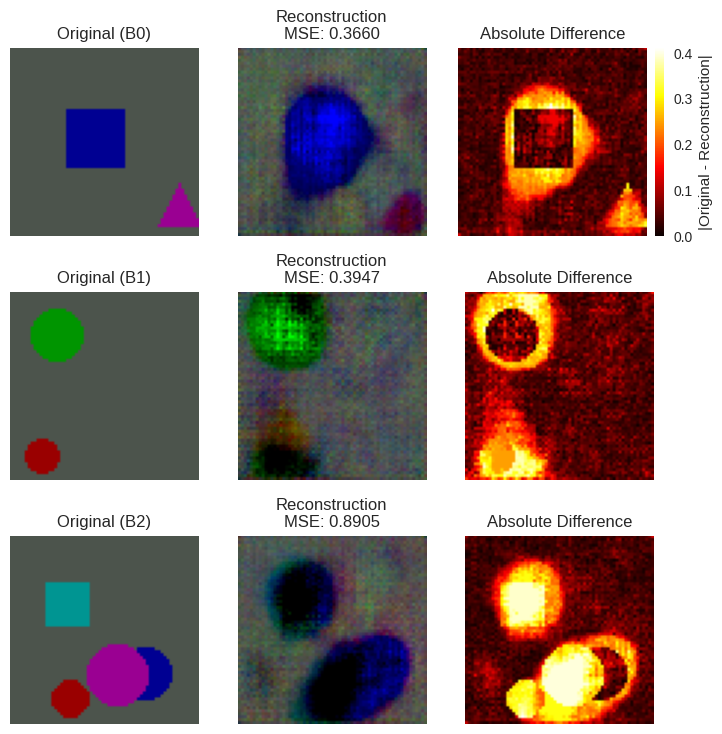 Original (B0)
Reconstruction
MSE: 0.3660
Absolute Difference
0.4
0.3
0.2
0.1
0.0
|Original - Reconstruction|
Original (B1)
Reconstruction
MSE: 0.3947
Absolute Difference
Original (B2)
Reconstruction
MSE: 0.8905
Absolute Difference